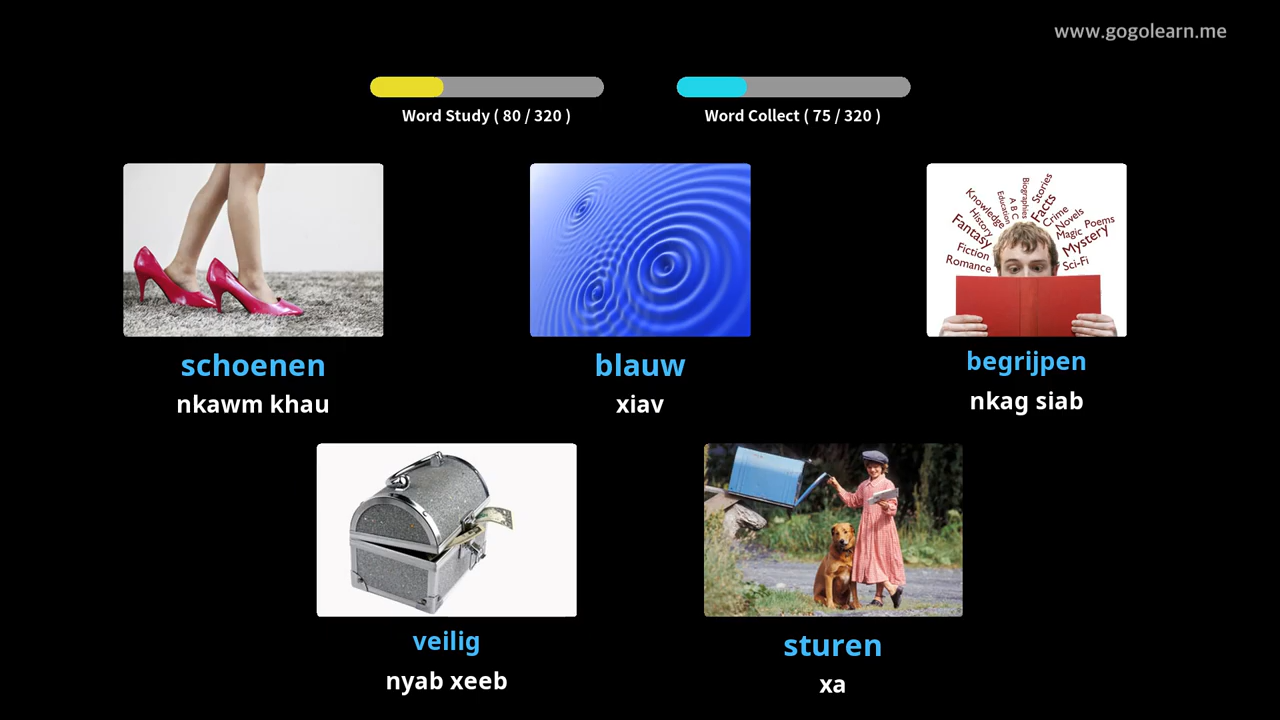 www.gogolearn.me
Word Study ( 80 / 320 )
Word Collect ( 75 / 320 )
Knowledge
History
Fantasy
Fiction
Romance
Education
A B C
Biographies
Stories
Facts
Crime
Novels
Magic
Poems
Mystery
Sci-Fi
schoenen
nkawm khau
blauw
xiav
begrijpen
nkag siab
veilig
nyab xeeb
sturen
xa